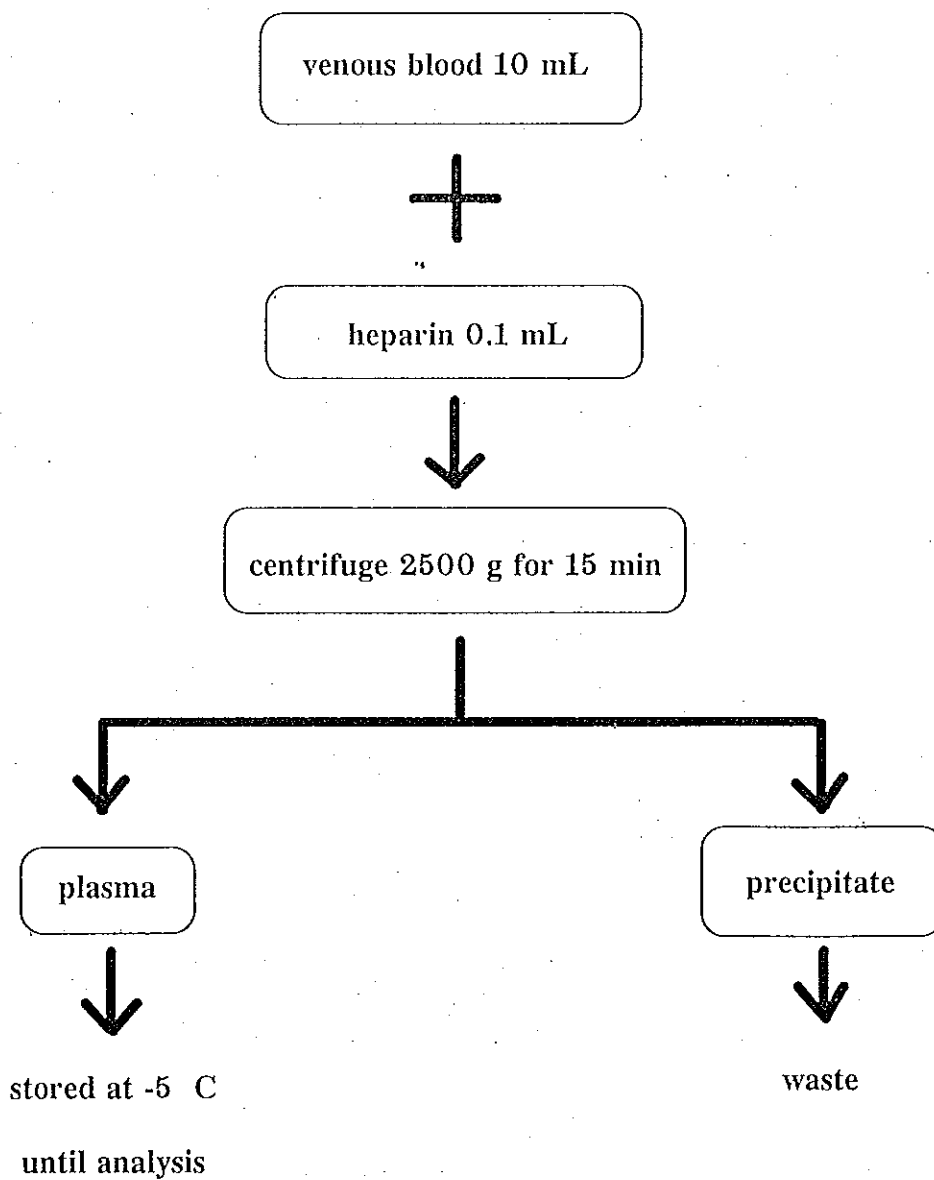 venous blood 10 mL
heparin 0.1 mL
centrifuge 2500 g for 15 min
plasma
precipitate
stored at -5 C
until analysis
waste